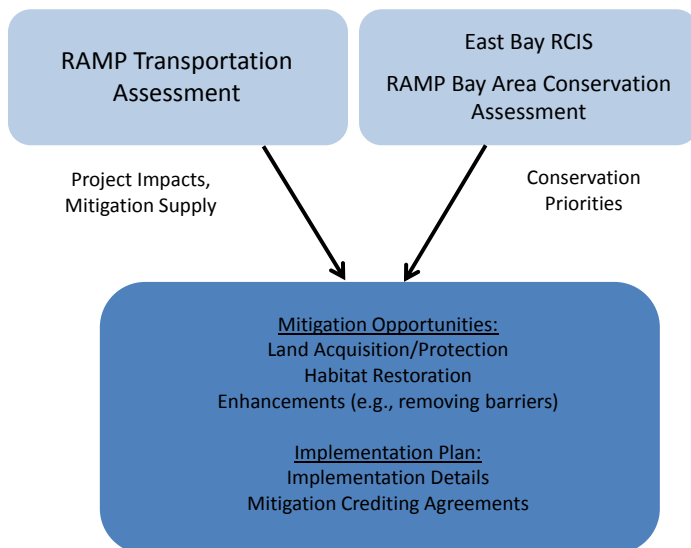 RAMP Transportation
Assessment
East Bay RCIS
RAMP Bay Area Conservation
Assessment
Project Impacts,
Mitigation Supply
Conservation
Priorities
Mitigation Opportunities:
Land Acquisition/Protection
Habitat Restoration
Enhancements (e.g., removing barriers)
Implementation Plan:
Implementation Details
Mitigation Crediting Agreements